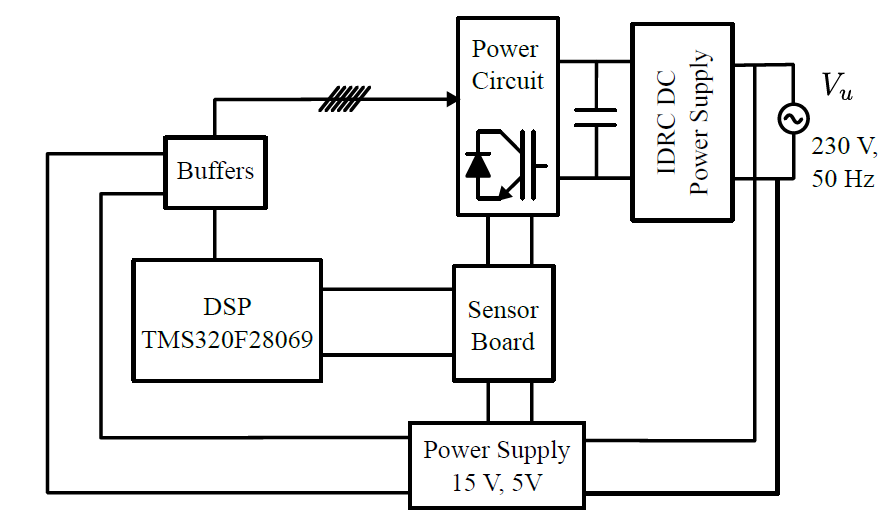 Power
Circuit
IDRC DC
Power Supply
V_u
230 V,
50 Hz
Buffers
DSP
TMS320F28069
Sensor
Board
Power Supply
15 V, 5V